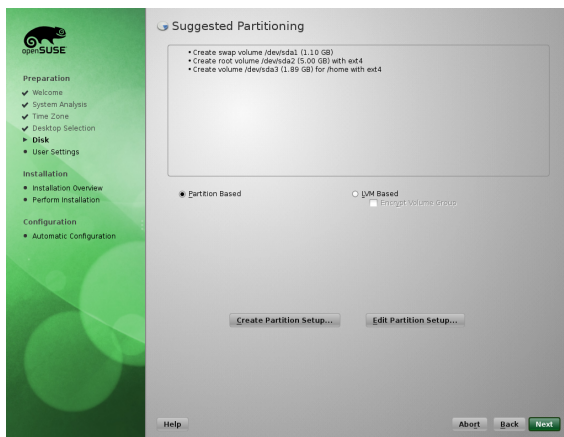 openSUSE
Preparation
Welcome
System Analysis
Time Zone
Desktop Selection
Disk
User Settings
Installation
Installation Overview
Perform Installation
Configuration
Automatic Configuration
Suggested Partitioning
• Create swap volume /dev/sda1 (1.10 GB)
• Create root volume /dev/sda2 (5.00 GB) with ext4
• Create volume /dev/sda3 (1.89 GB) for /home with ext4
Partition Based
LVM Based
Encrypt Volume Group
Create Partition Setup...
Edit Partition Setup...
Help
Abort
Back
Next